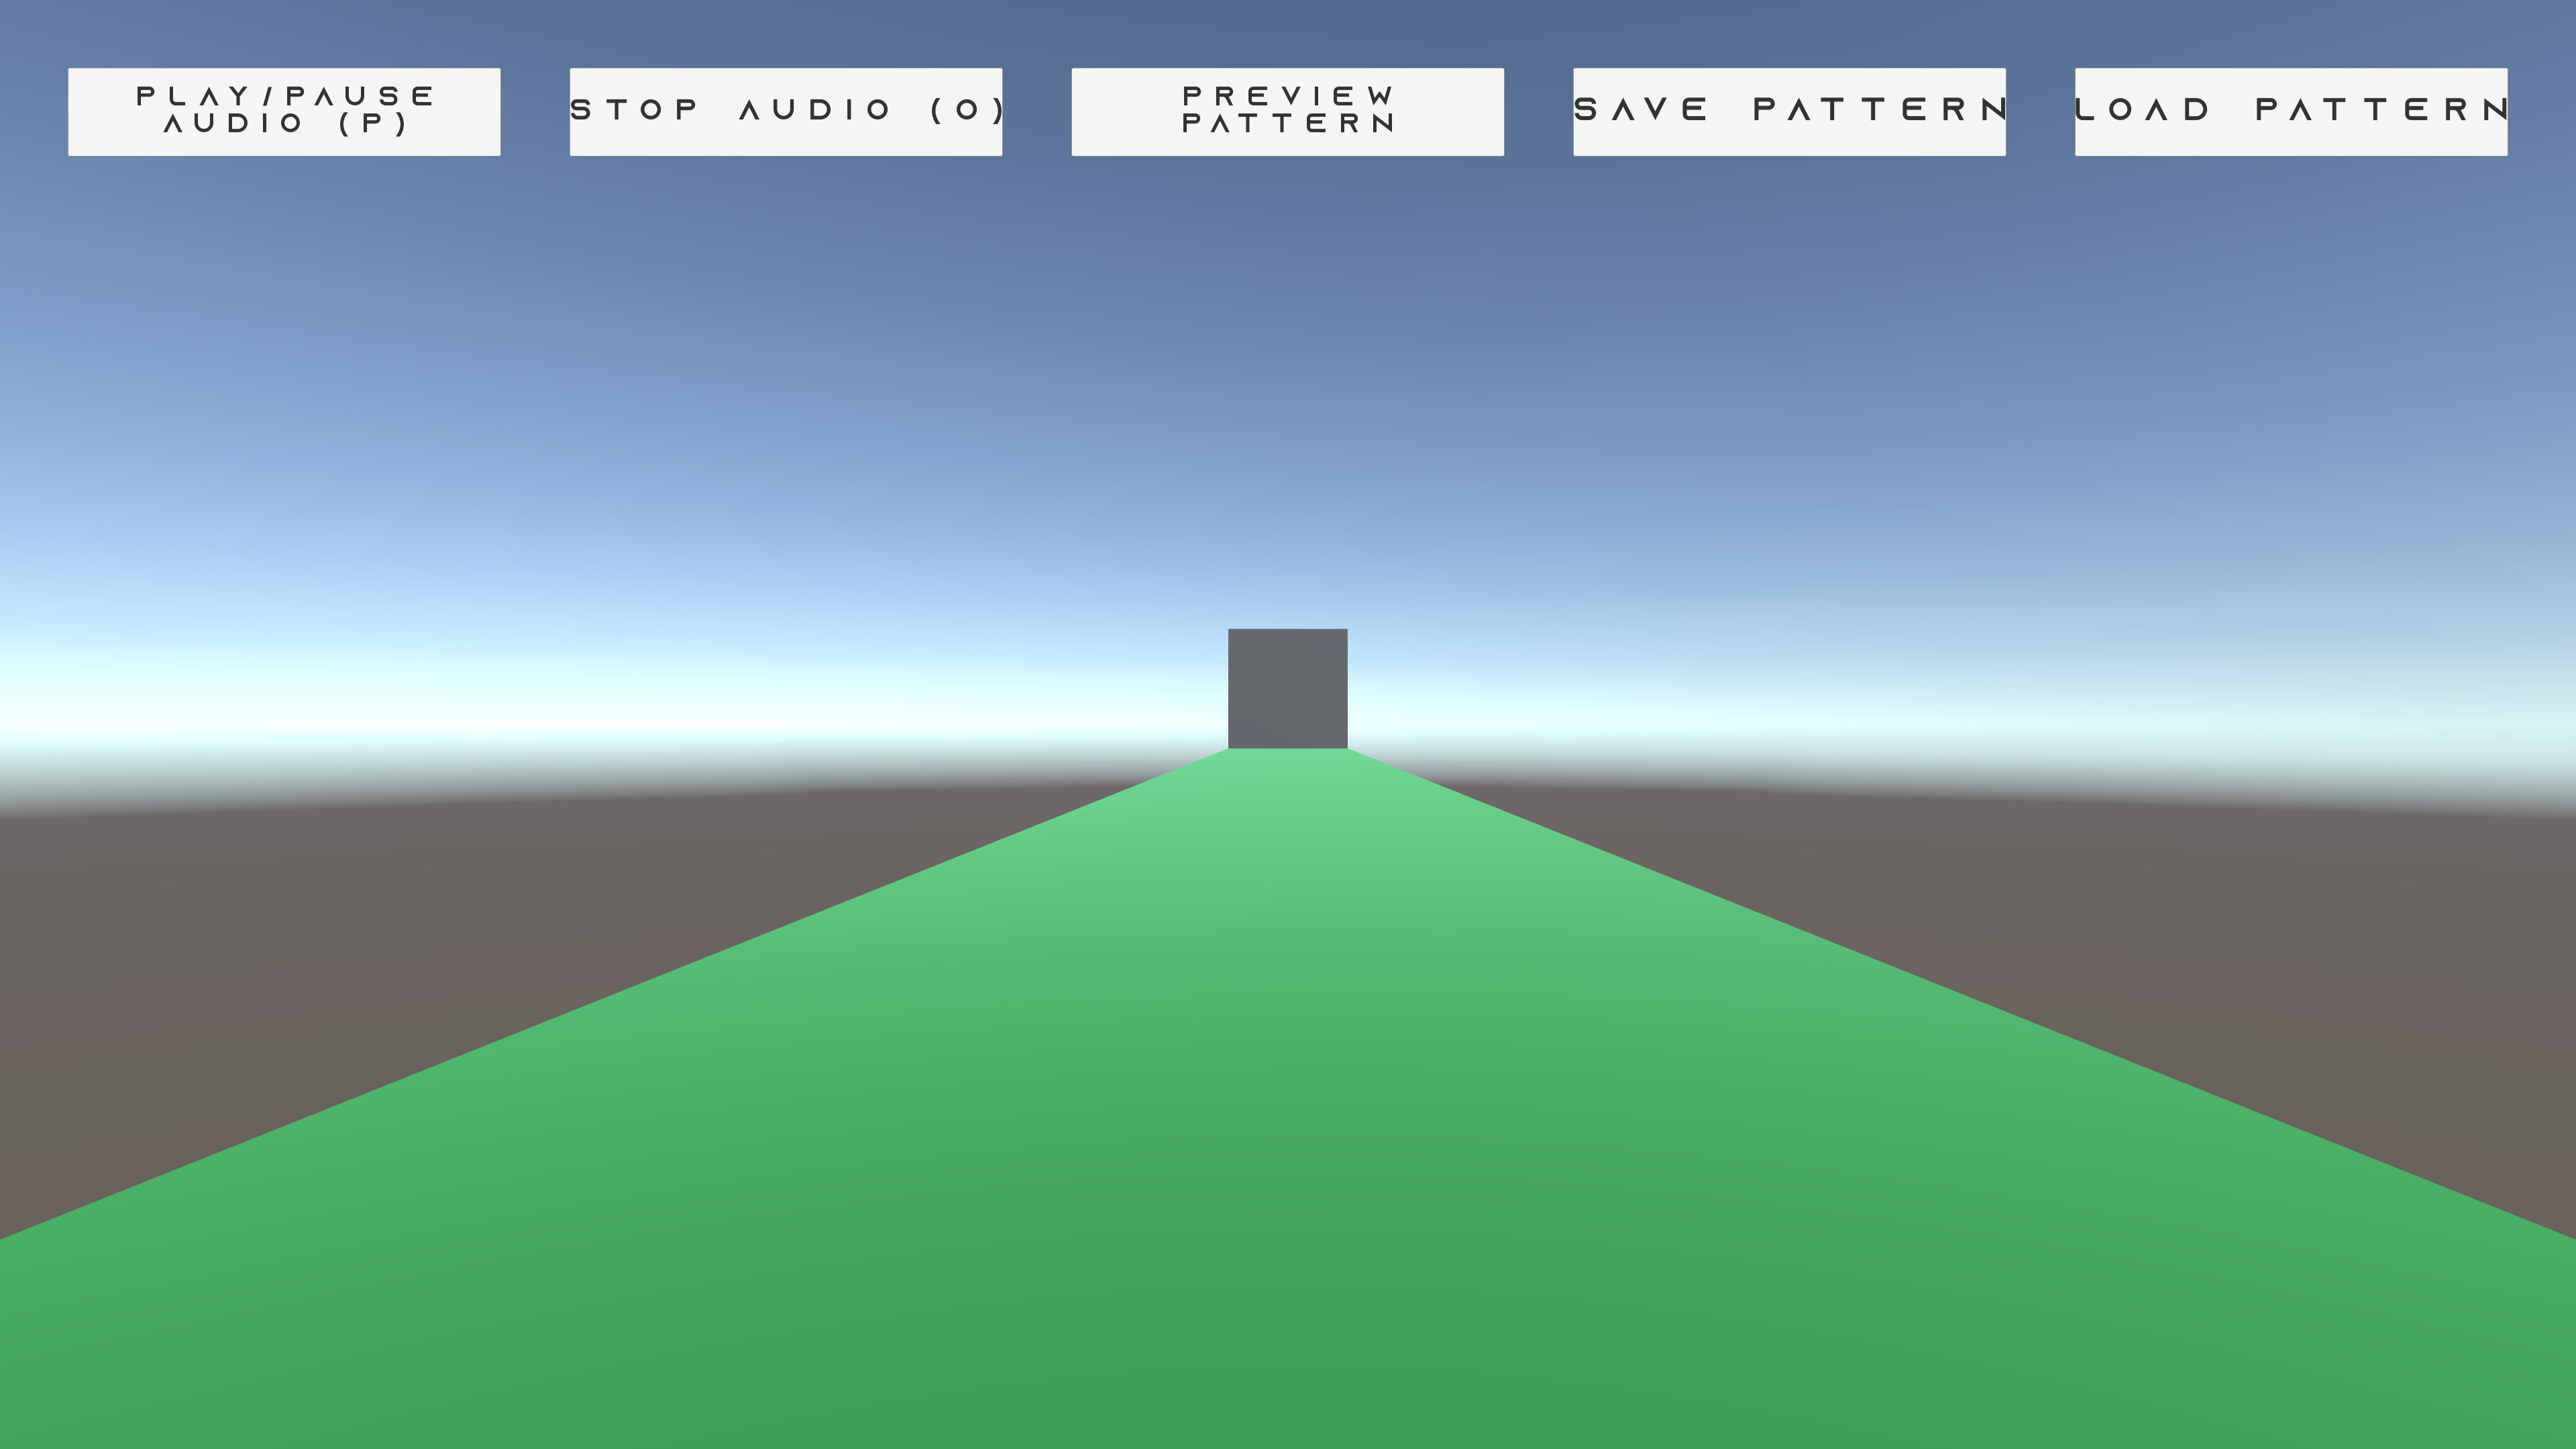 PLAY/PAUSE
AUDIO (P)
STOP AUDIO (O)
PREVIEW
PATTERN
SAVE PATTERN
LOAD PATTERN